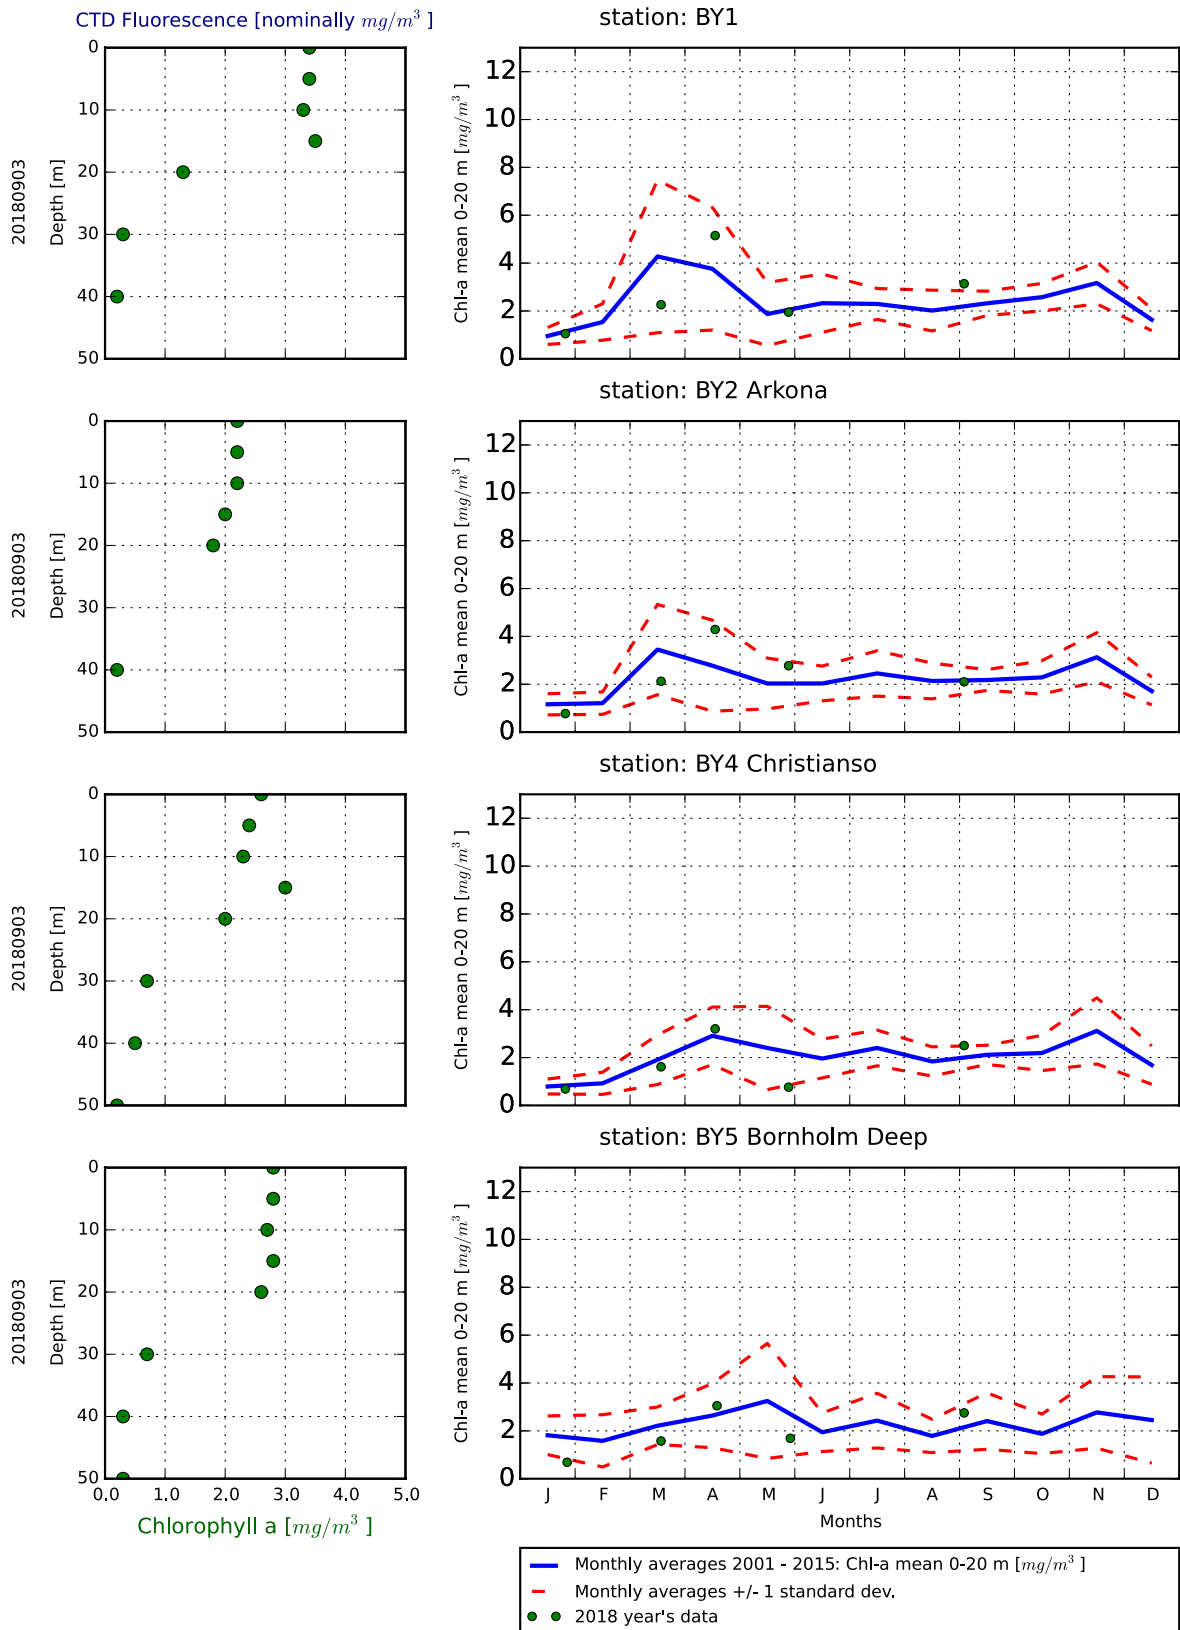 CTD Fluorescence [nominally mg/m³ ]
station: BY1
20180903
Depth [m]
0
10
20
30
40
50
Chl-a mean 0-20 m [mg/m³ ]
12
10
8
6
4
2
0
station: BY2 Arkona
20180903
Depth [m]
0
10
20
30
40
50
Chl-a mean 0-20 m [mg/m³ ]
12
10
8
6
4
2
0
station: BY4 Christianso
20180903
Depth [m]
0
10
20
30
40
50
Chl-a mean 0-20 m [mg/m³ ]
12
10
8
6
4
2
0
station: BY5 Bornholm Deep
20180903
Depth [m]
0
10
20
30
40
50
0.0 1.0 2.0 3.0 4.0 5.0
Chlorophyll a [mg/m³ ]
Chl-a mean 0-20 m [mg/m³ ]
12
10
8
6
4
2
0
J F M A M J J A S O N D
Months
Monthly averages 2001 - 2015: Chl-a mean 0-20 m [mg/m³ ]
Monthly averages +/- 1 standard dev.
2018 year's data